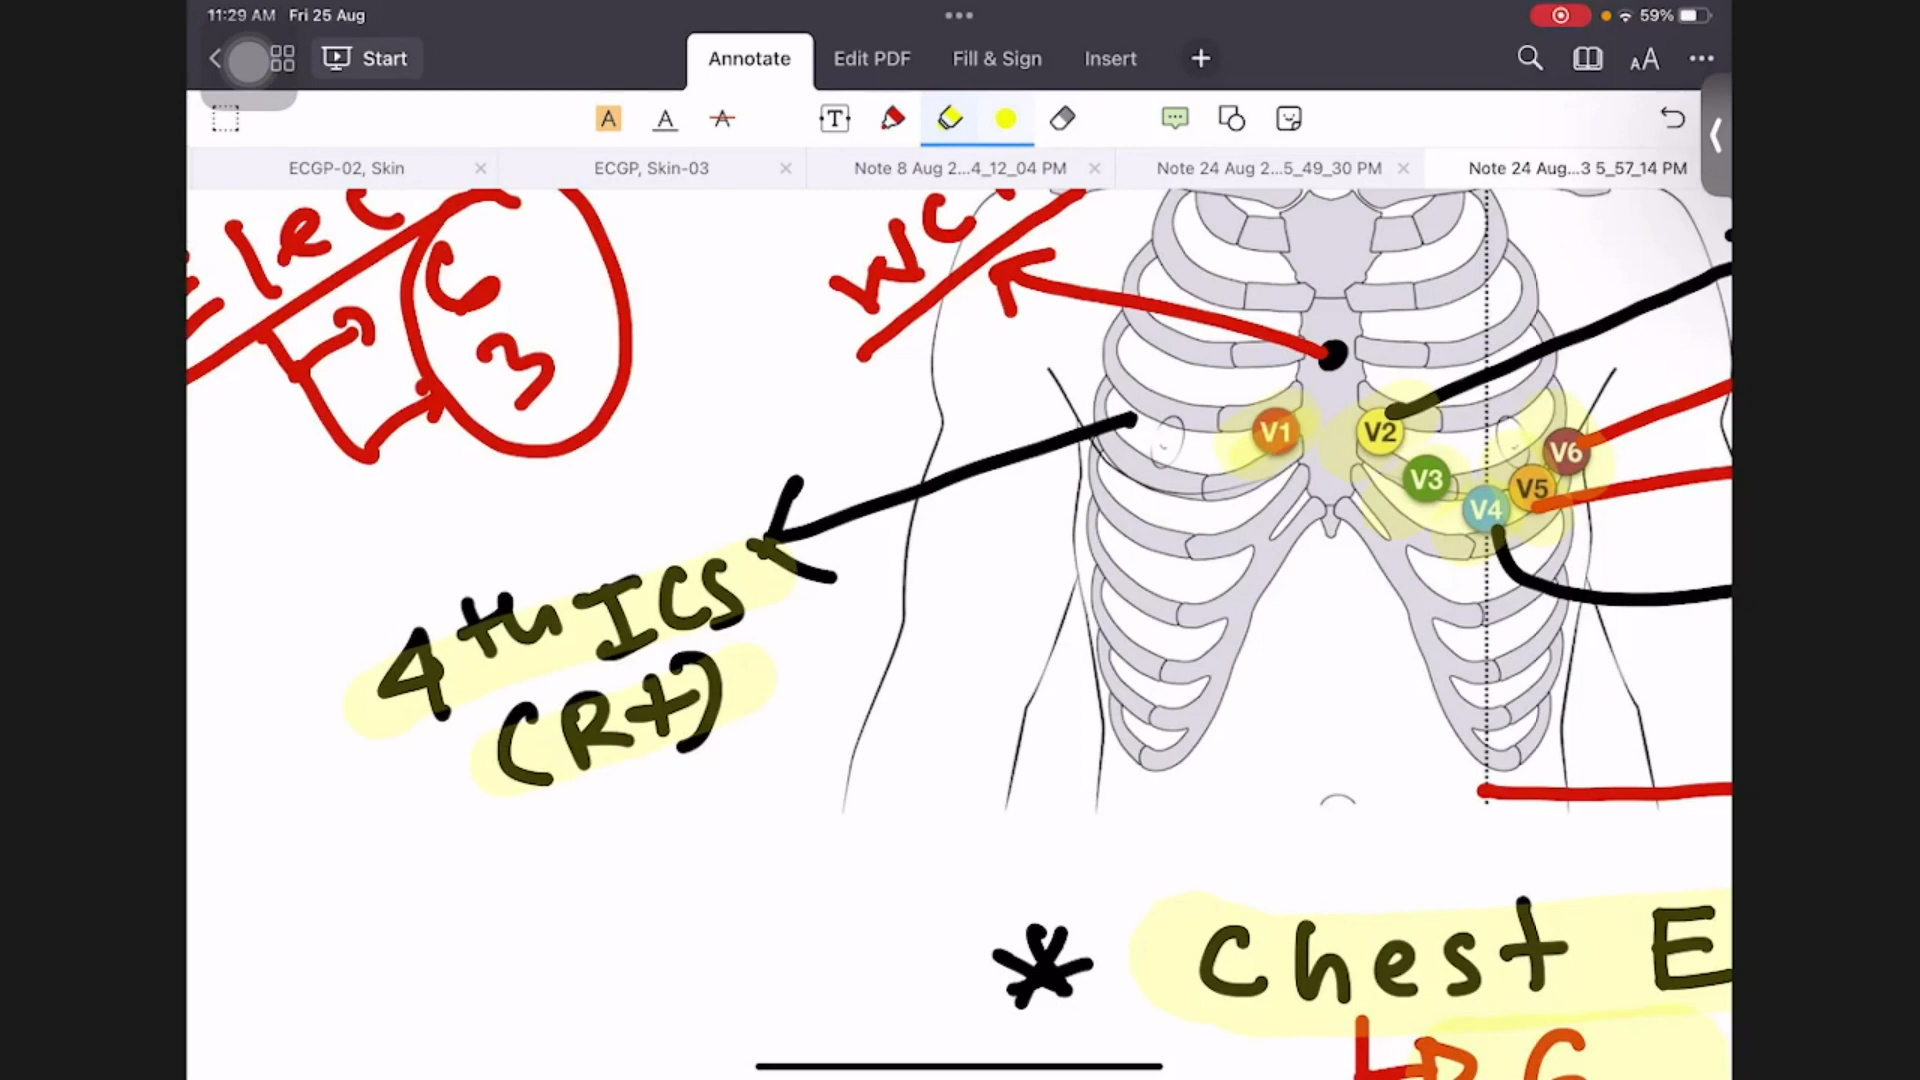 11:29 AM Fri 25 Aug
59%
Start
Annotate
Edit PDF
Fill & Sign
Insert
ECGP-02, Skin
ECGP, Skin-03
Note 8 Aug 2...4_12_04 PM
Note 24 Aug 2...5_49_30 PM
Note 24 Aug...3 5_57_14 PM
6
3
V1
V2
V3
V4
V5
V6
4th ICS
(Rt)
* Chest E